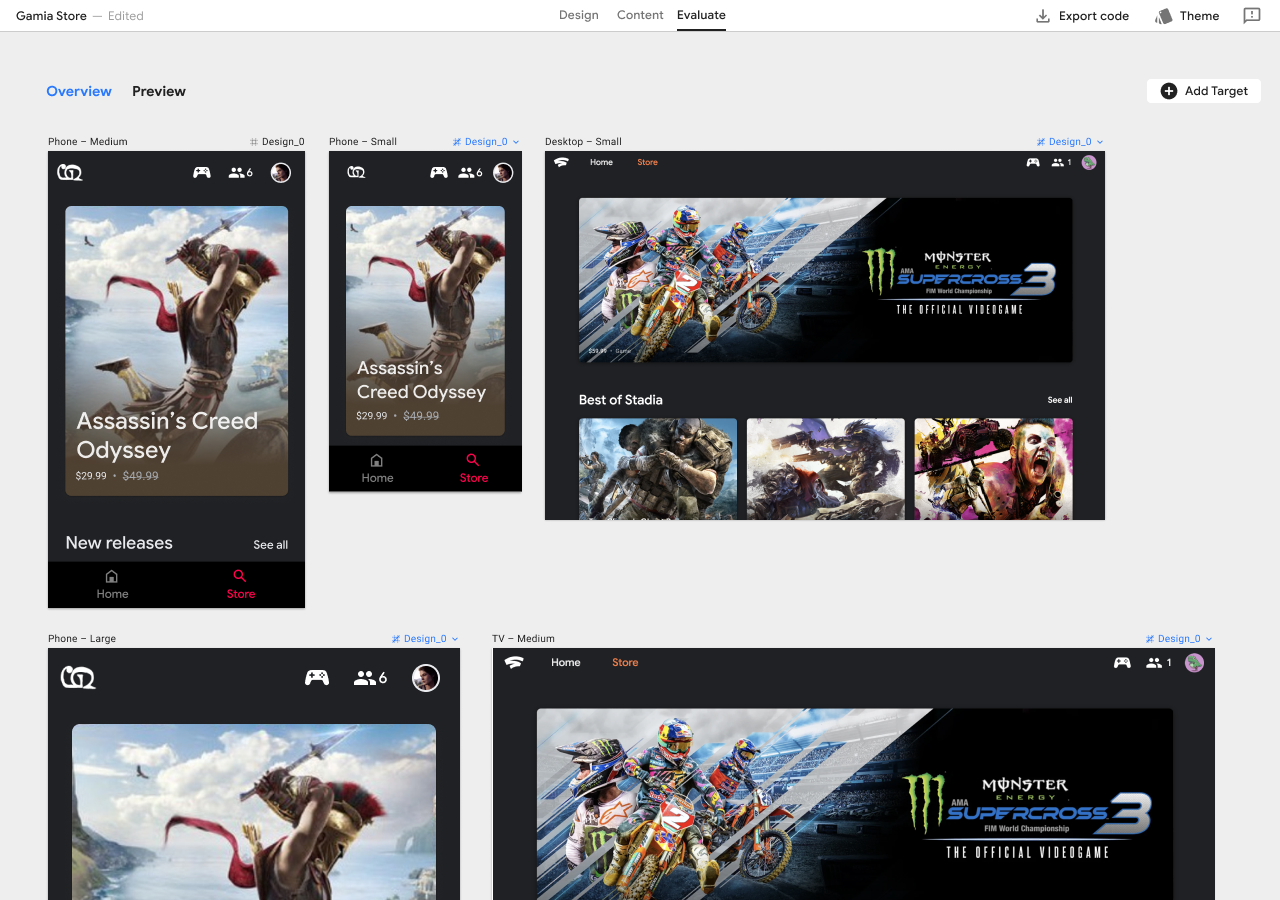 Gamia Store — Edited
Design Content Evaluate
Export code Theme
Overview Preview
Add Target
Phone – Medium Design_0
6
Assassin’s Creed
Odyssey
$29.99 • $49.99
New releases See all
Home Store
Phone – Small Design_0
6
Assassin’s
Creed Odyssey
$29.99 • $49.99
Home Store
Desktop – Small Design_0
Home Store 1
MONSTER
ENERGY
AMA
SUPERCROSS 3
FIM World Championship
THE OFFICIAL VIDEOGAME
$59.99 • Game
Best of Stadia See all
Phone – Large Design_0
6
TV – Medium Design_0
Home Store 1
MONSTER
ENERGY
AMA
SUPERCROSS 3
FIM World Championship
THE OFFICIAL VIDEOGAME